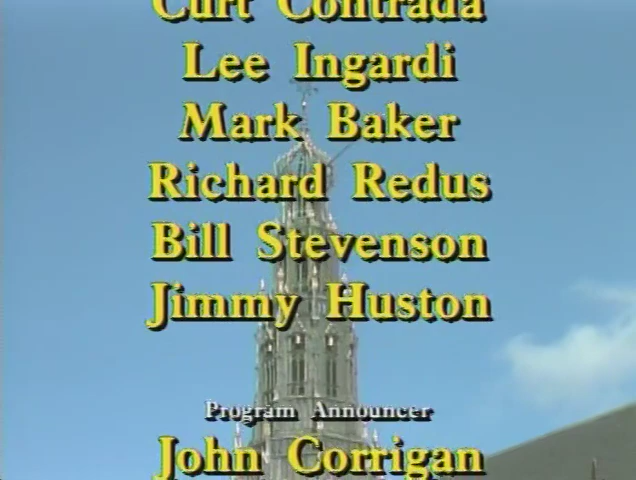 Curt Contrada
Lee Ingardi
Mark Baker
Richard Redus
Bill Stevenson
Jimmy Huston
Program Announcer
John Corrigan